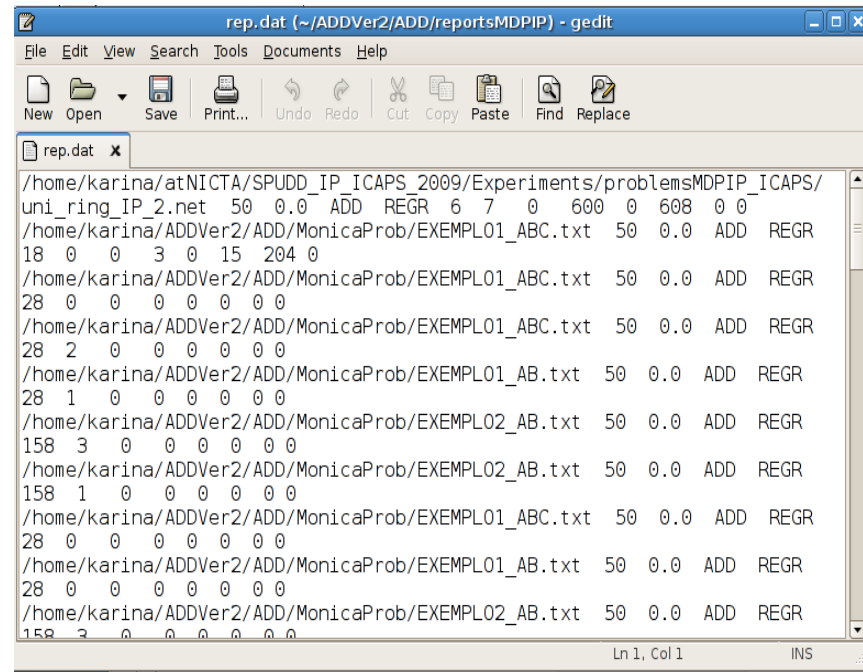 rep.dat (~/ADDVer2/ADD/reportsMDPIP) - gedit
File Edit View Search Tools Documents Help
New Open Save Print... Undo Redo Cut Copy Paste Find Replace
rep.dat x
/home/karina/atNICTA/SPUDD_IP_ICAPS_2009/Experiments/problemsMDPIP_ICAPS/
uni_ring_IP_2.net 50 0.0 ADD REGR 6 7 0 600 0 608 0 0
/home/karina/ADDVer2/ADD/MonicaProb/EXEMPLO1_ABC.txt 50 0.0 ADD REGR
18 0 0 3 0 15 204 0
/home/karina/ADDVer2/ADD/MonicaProb/EXEMPLO1_ABC.txt 50 0.0 ADD REGR
28 0 0 0 0 0 0 0
/home/karina/ADDVer2/ADD/MonicaProb/EXEMPLO1_ABC.txt 50 0.0 ADD REGR
28 2 0 0 0 0 0 0
/home/karina/ADDVer2/ADD/MonicaProb/EXEMPLO1_AB.txt 50 0.0 ADD REGR
28 1 0 0 0 0 0 0
/home/karina/ADDVer2/ADD/MonicaProb/EXEMPLO2_AB.txt 50 0.0 ADD REGR
158 3 0 0 0 0 0 0
/home/karina/ADDVer2/ADD/MonicaProb/EXEMPLO2_AB.txt 50 0.0 ADD REGR
158 1 0 0 0 0 0 0
/home/karina/ADDVer2/ADD/MonicaProb/EXEMPLO1_ABC.txt 50 0.0 ADD REGR
28 0 0 0 0 0 0 0
/home/karina/ADDVer2/ADD/MonicaProb/EXEMPLO1_AB.txt 50 0.0 ADD REGR
28 0 0 0 0 0 0 0
/home/karina/ADDVer2/ADD/MonicaProb/EXEMPLO2_AB.txt 50 0.0 ADD REGR
158 3 0 0 0 0 0 0
Ln 1, Col 1 INS